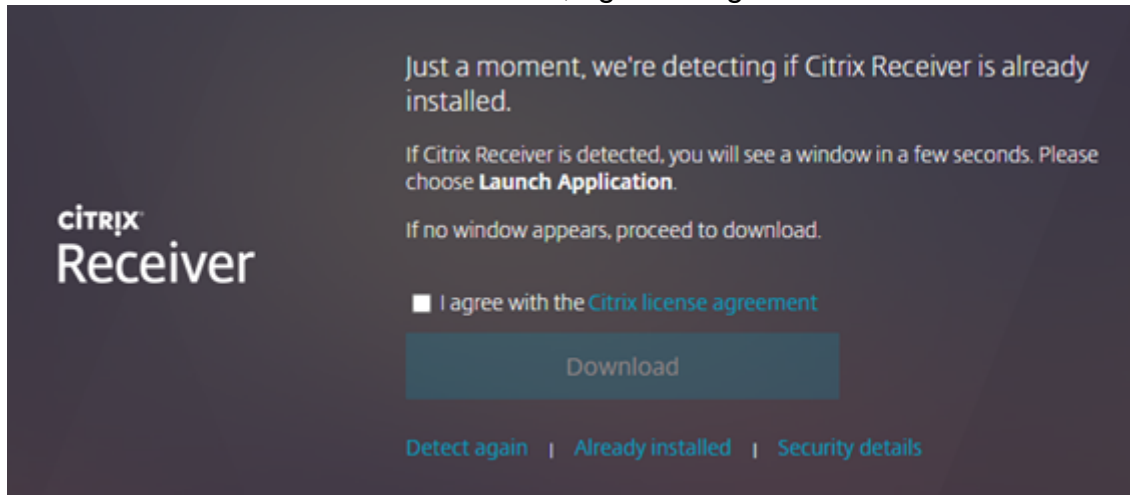 Just a moment, we're detecting if Citrix Receiver is already
installed.
If Citrix Receiver is detected, you will see a window in a few seconds. Please
choose Launch Application.
If no window appears, proceed to download.
CITRIX
Receiver
I agree with the Citrix license agreement
Download
Detect again | Already installed | Security details